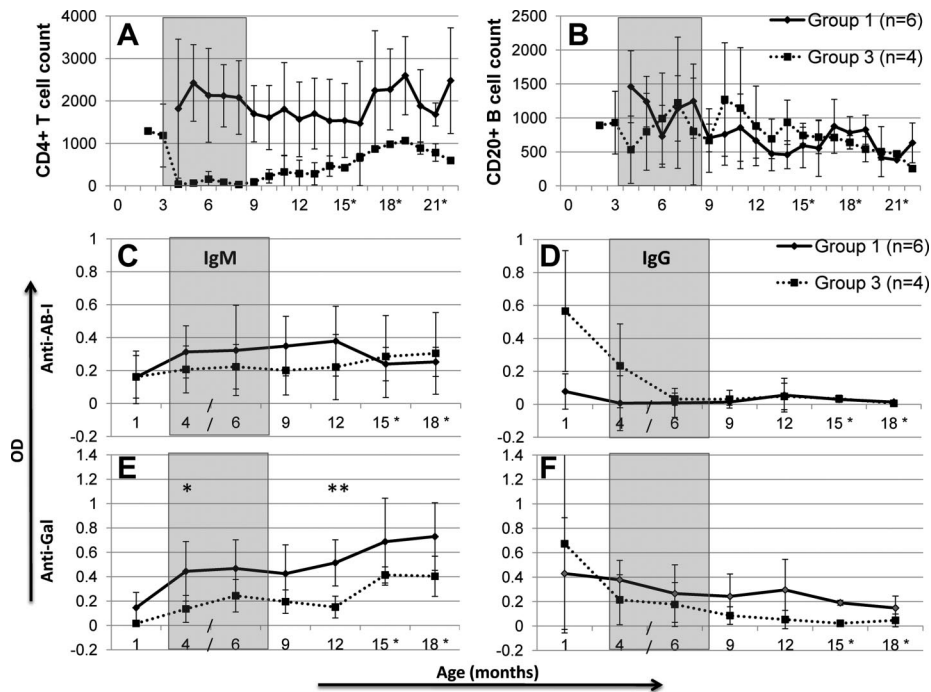 A
CD4+ T cell count
4000
3000
2000
1000
0
0 3 6 9 12 15* 18* 21*
B
Group 1 (n=6)
Group 3 (n=4)
CD20+ B cell count
2500
2000
1500
1000
500
0
0 3 6 9 12 15* 18* 21*
C
IgM
Anti-AB-I
1
0.8
0.6
0.4
0.2
0
-0.2
1 4 / 6 9 12 15 * 18 *
D
IgG
Group 1 (n=6)
Group 3 (n=4)
1
0.8
0.6
0.4
0.2
0
-0.2
1 4 / 6 9 12 15 * 18 *
OD
E
Anti-Gal
* **
1.4
1.2
1
0.8
0.6
0.4
0.2
0
-0.2
1 4 / 6 9 12 15 * 18 *
F
1.4
1.2
1
0.8
0.6
0.4
0.2
0
-0.2
1 4 / 6 9 12 15 * 18 *
Age (months)